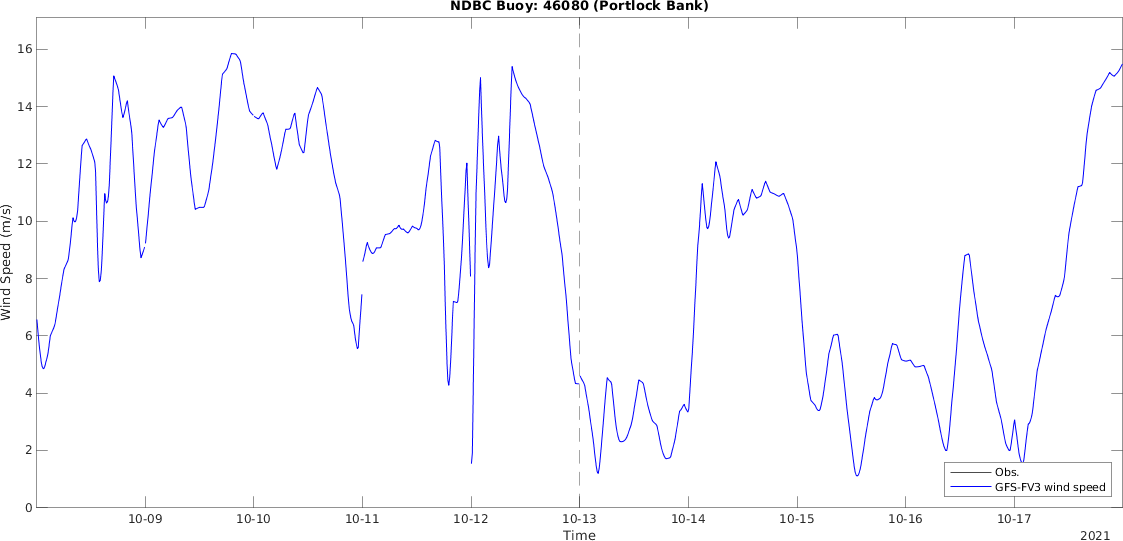 NDBC Buoy: 46080 (Portlock Bank)
Wind Speed (m/s)
16
14
12
10
8
6
4
2
0
10-09 10-10 10-11 10-12 10-13 10-14 10-15 10-16 10-17
Time
2021
Obs.
GFS-FV3 wind speed